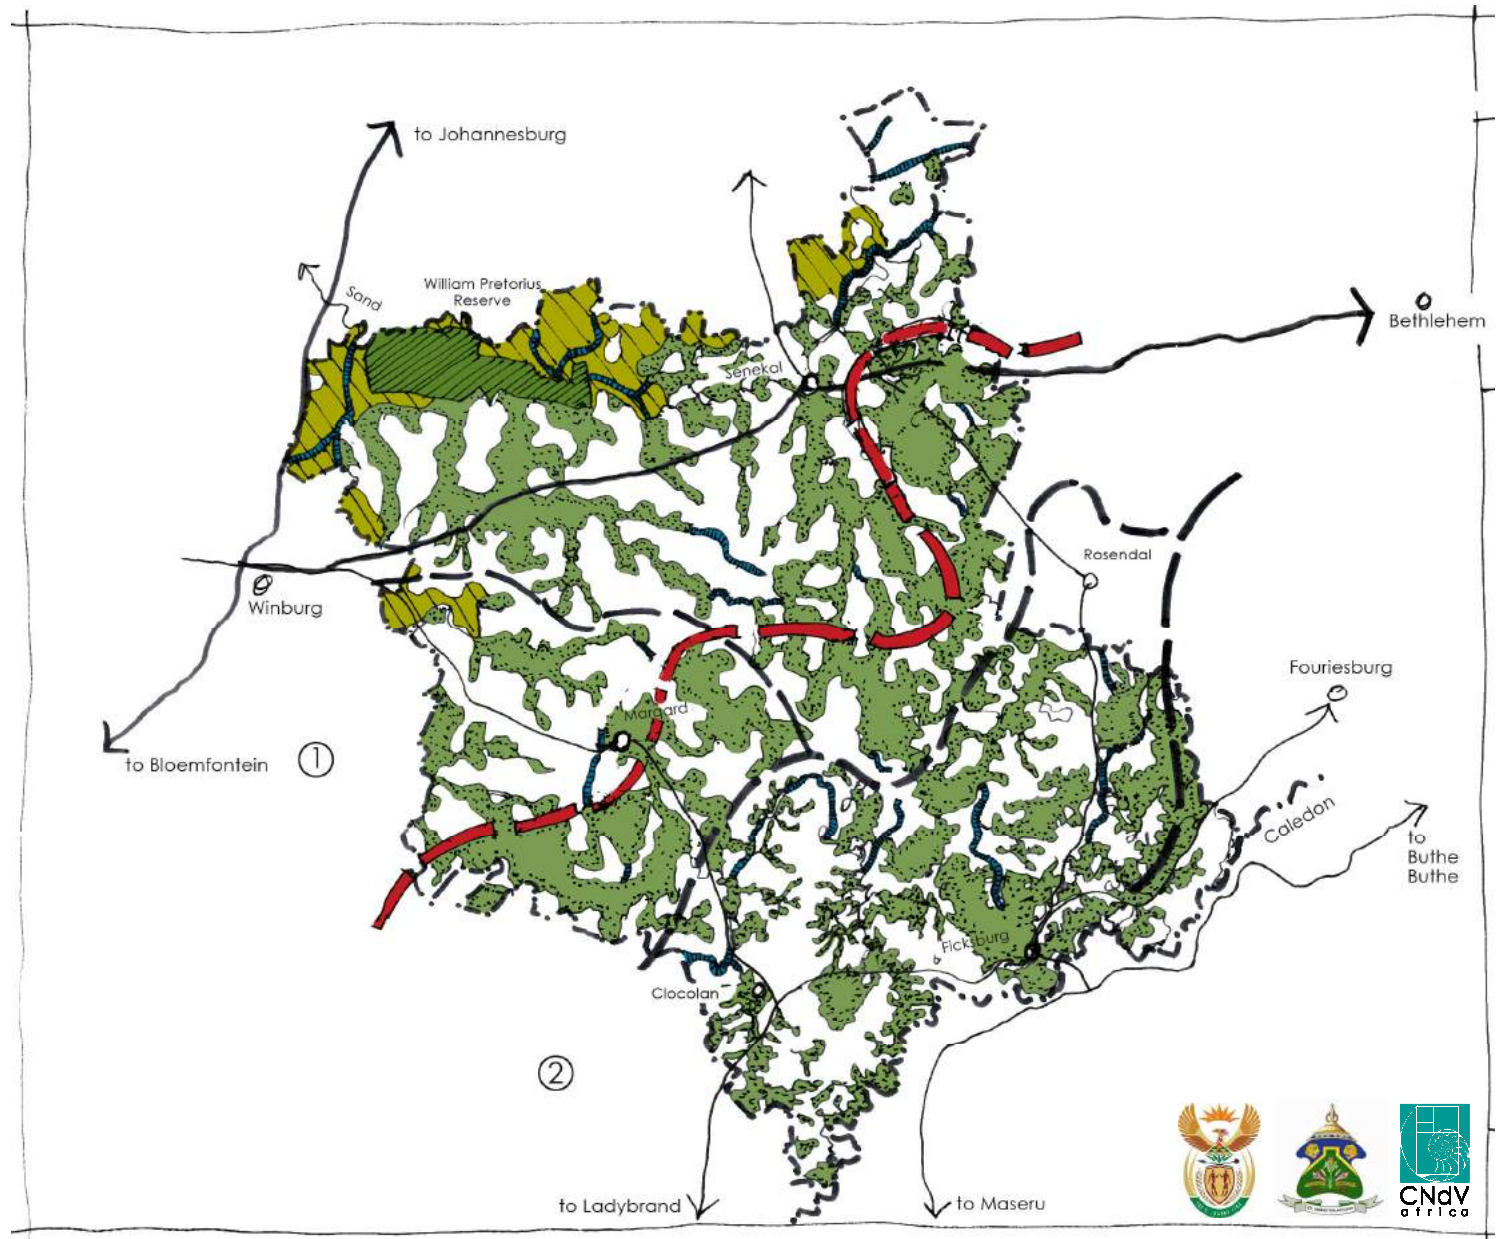 to Johannesburg
Sand
William Pretorius
Reserve
Bethlehem
Senekal
Rosendal
Winburg
Fouriesburg
Margard
to Bloemfontein
1
Caledon
to
Buthe
Buthe
Ficksburg
Clocolan
2
to Ladybrand
to Maseru
CNdV
africa